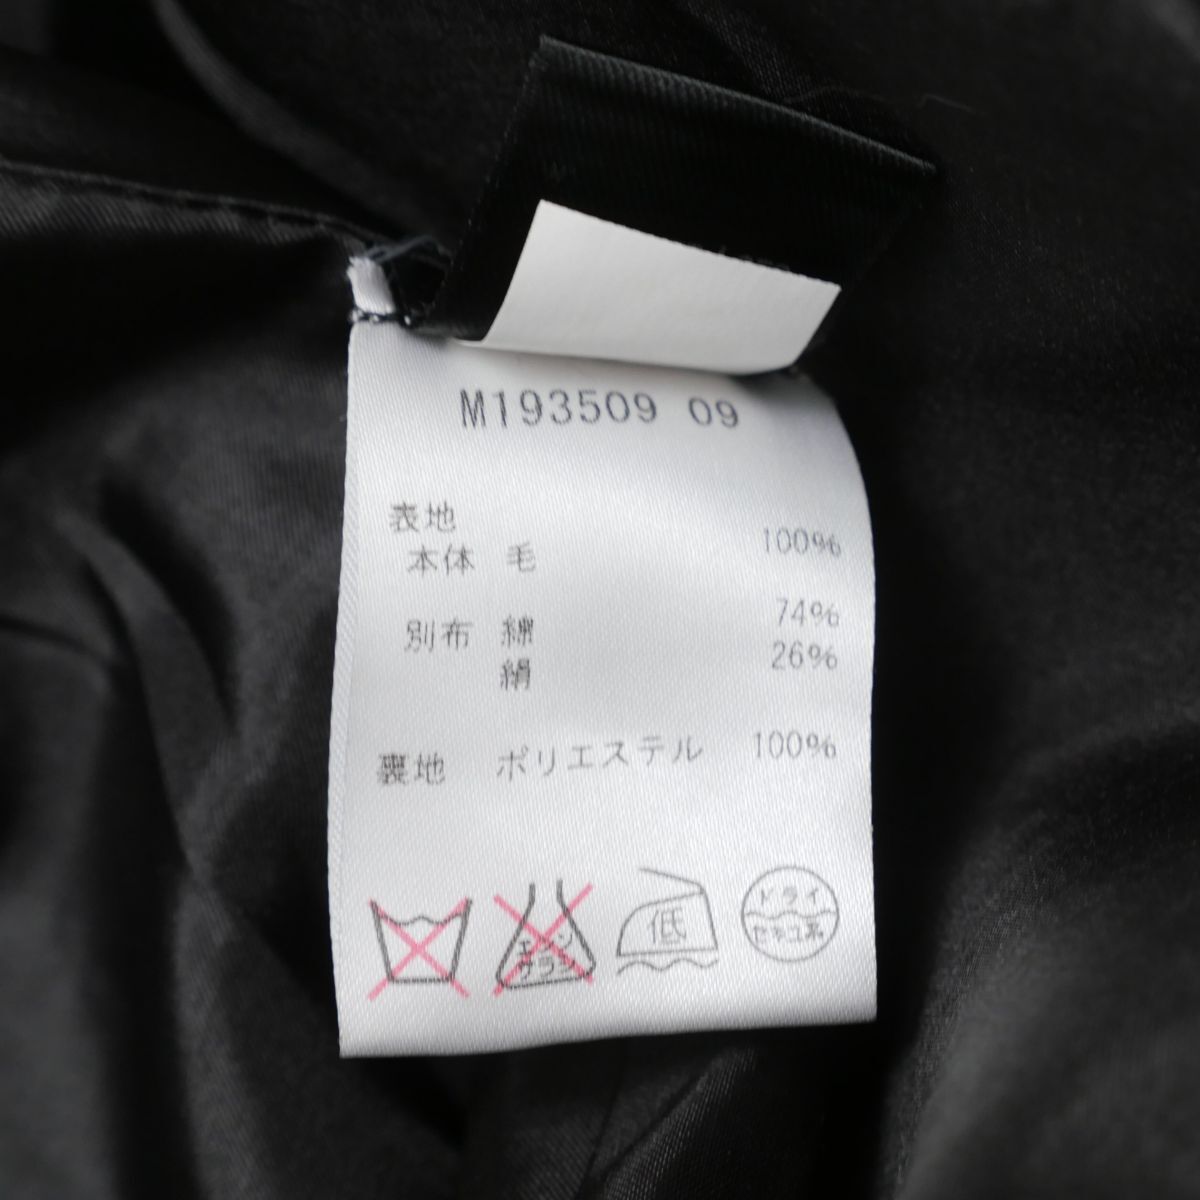 M193509 09
表地
本体 毛 100%
別布 綿 74%
絹 26%
裏地 ポリエステル 100%
エンソ
サラシ
低
ドライ
セキユ系